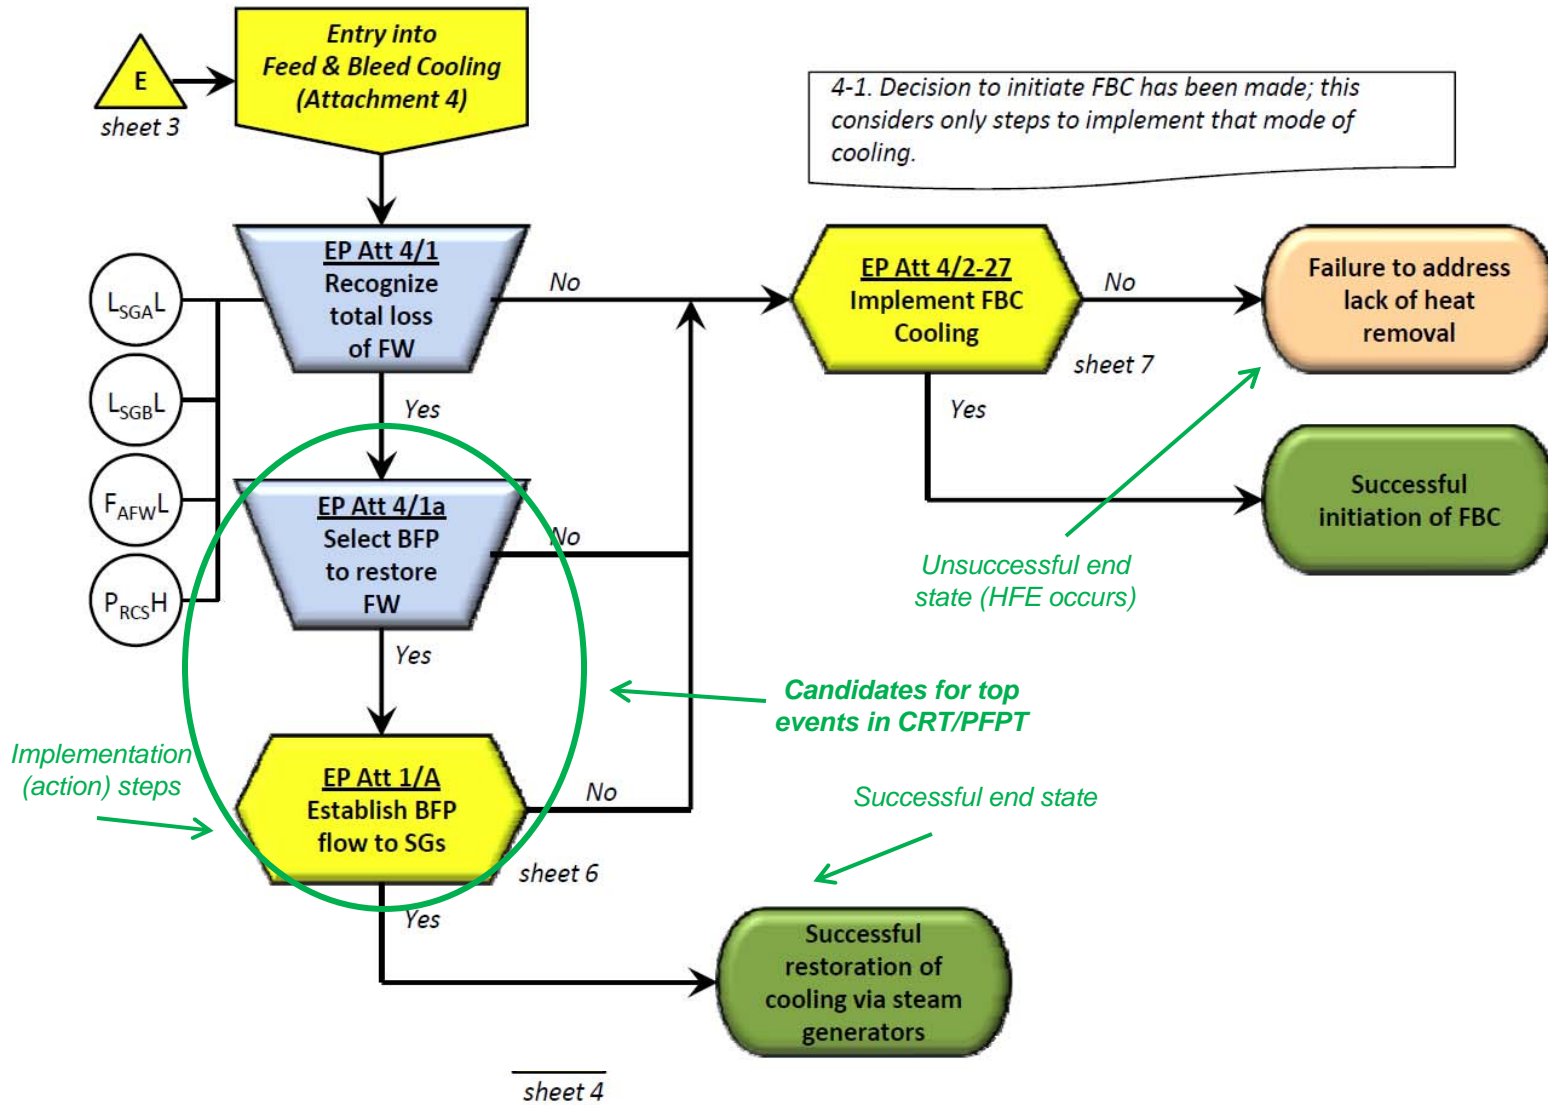 Entry into
Feed & Bleed Cooling
(Attachment 4)
E
sheet 3
4-1. Decision to initiate FBC has been made; this
considers only steps to implement that mode of
cooling.
EP Att 4/1
Recognize
total loss
of FW
No
EP Att 4/2-27
Implement FBC
Cooling
No
sheet 7
Failure to address
lack of heat
removal
LSGAL
LSGBL
FAFWL
PRCSH
Yes
Yes
Successful
initiation of FBC
EP Att 4/1a
Select BFP
to restore
FW
No
Unsuccessful end
state (HFE occurs)
Yes
Candidates for top
events in CRT/PFPT
Implementation
(action) steps
EP Att 1/A
Establish BFP
flow to SGs
No
sheet 6
Successful end state
Yes
Successful
restoration of
cooling via steam
generators
sheet 4